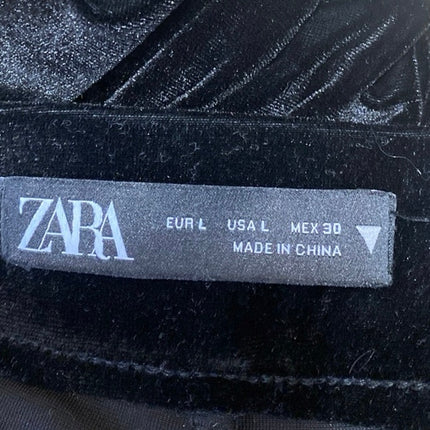 ZARA
EUR L USA L MEX 30
MADE IN CHINA